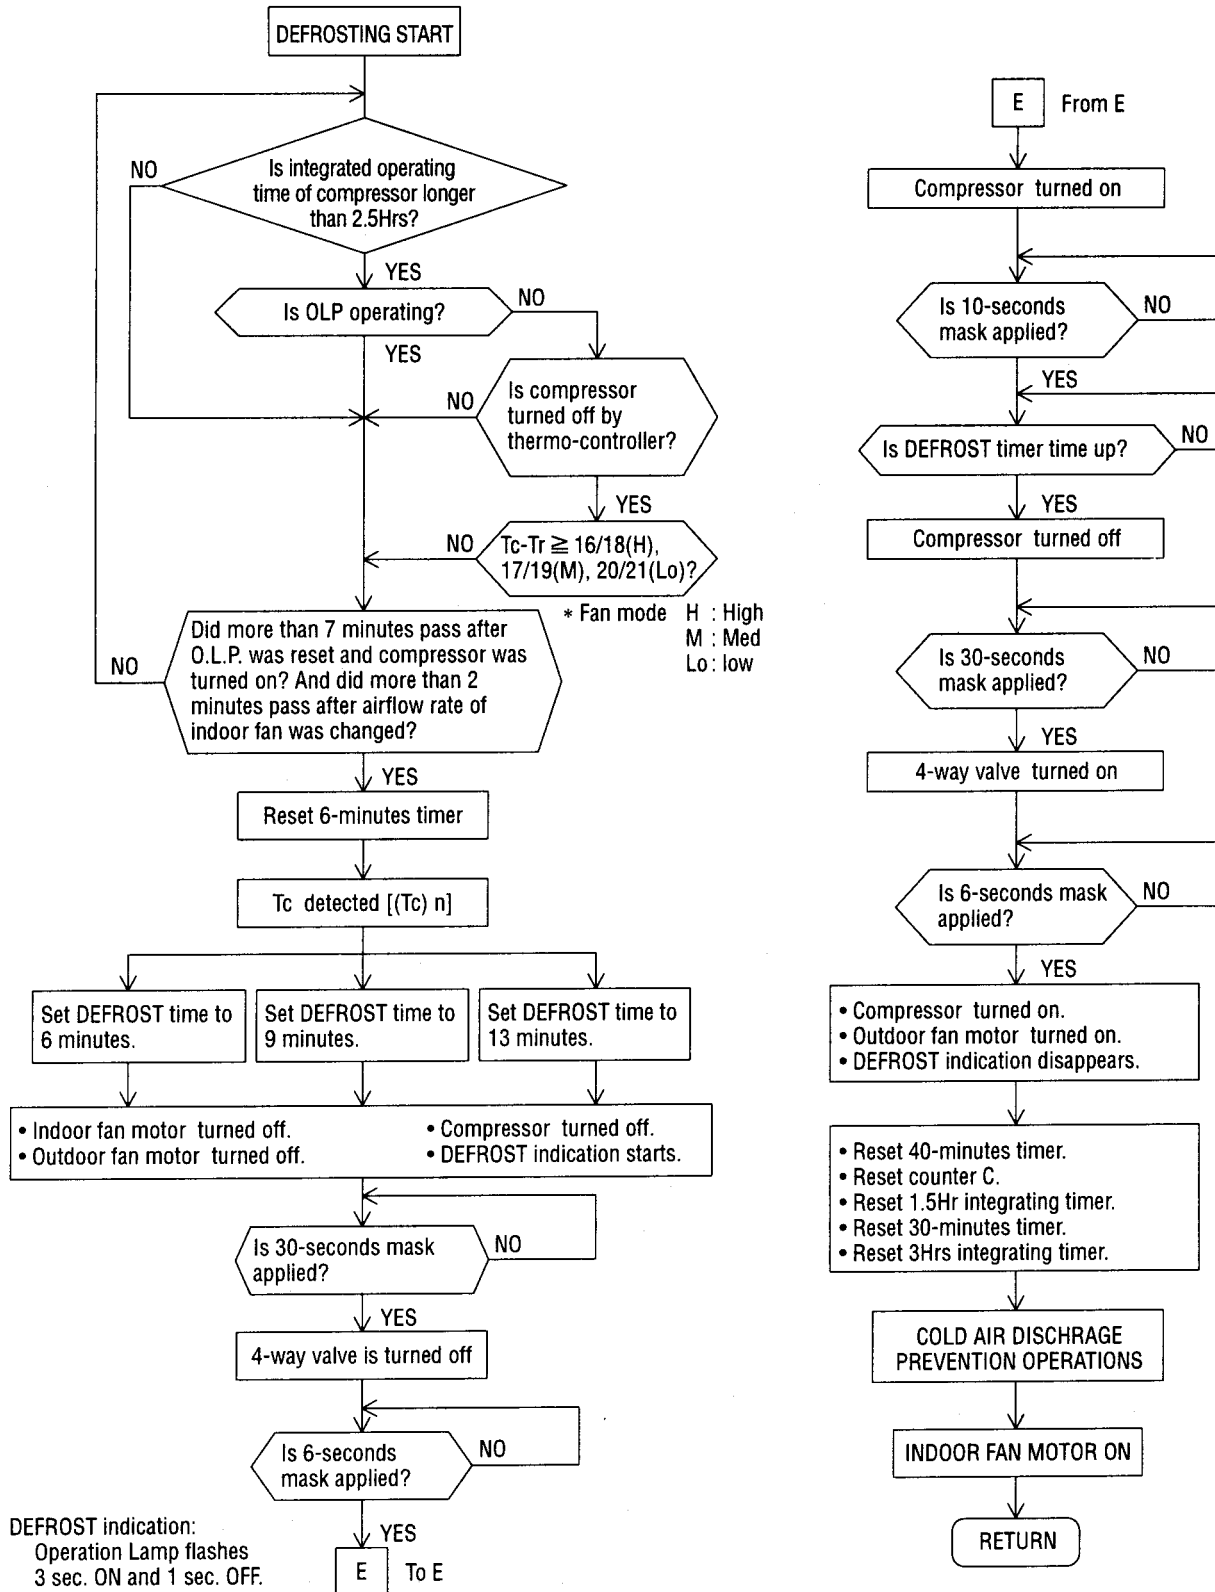 DEFROSTING START
NO
Is integrated operating
time of compressor longer
than 2.5Hrs?
YES
Is OLP operating?
NO
YES
Is compressor
turned off by
thermo-controller?
NO
YES
Tc-Tr ≧ 16/18(H),
17/19(M), 20/21(Lo)?
NO
* Fan mode H : High
M : Med
Lo : low
Did more than 7 minutes pass after
O.L.P. was reset and compressor was
turned on? And did more than 2
minutes pass after airflow rate of
indoor fan was changed?
NO
YES
Reset 6-minutes timer
Tc detected [(Tc) n]
Set DEFROST time to
6 minutes.
Set DEFROST time to
9 minutes.
Set DEFROST time to
13 minutes.
• Indoor fan motor turned off.
• Outdoor fan motor turned off.
• Compressor turned off.
• DEFROST indication starts.
Is 30-seconds mask
applied?
NO
YES
4-way valve is turned off
Is 6-seconds
mask applied?
NO
YES
E To E
DEFROST indication:
Operation Lamp flashes
3 sec. ON and 1 sec. OFF.
E From E
Compressor turned on
Is 10-seconds
mask applied?
NO
YES
Is DEFROST timer time up?
NO
YES
Compressor turned off
Is 30-seconds
mask applied?
NO
YES
4-way valve turned on
Is 6-seconds mask
applied?
NO
YES
• Compressor turned on.
• Outdoor fan motor turned on.
• DEFROST indication disappears.
• Reset 40-minutes timer.
• Reset counter C.
• Reset 1.5Hr integrating timer.
• Reset 30-minutes timer.
• Reset 3Hrs integrating timer.
COLD AIR DISCHRAGE
PREVENTION OPERATIONS
INDOOR FAN MOTOR ON
RETURN